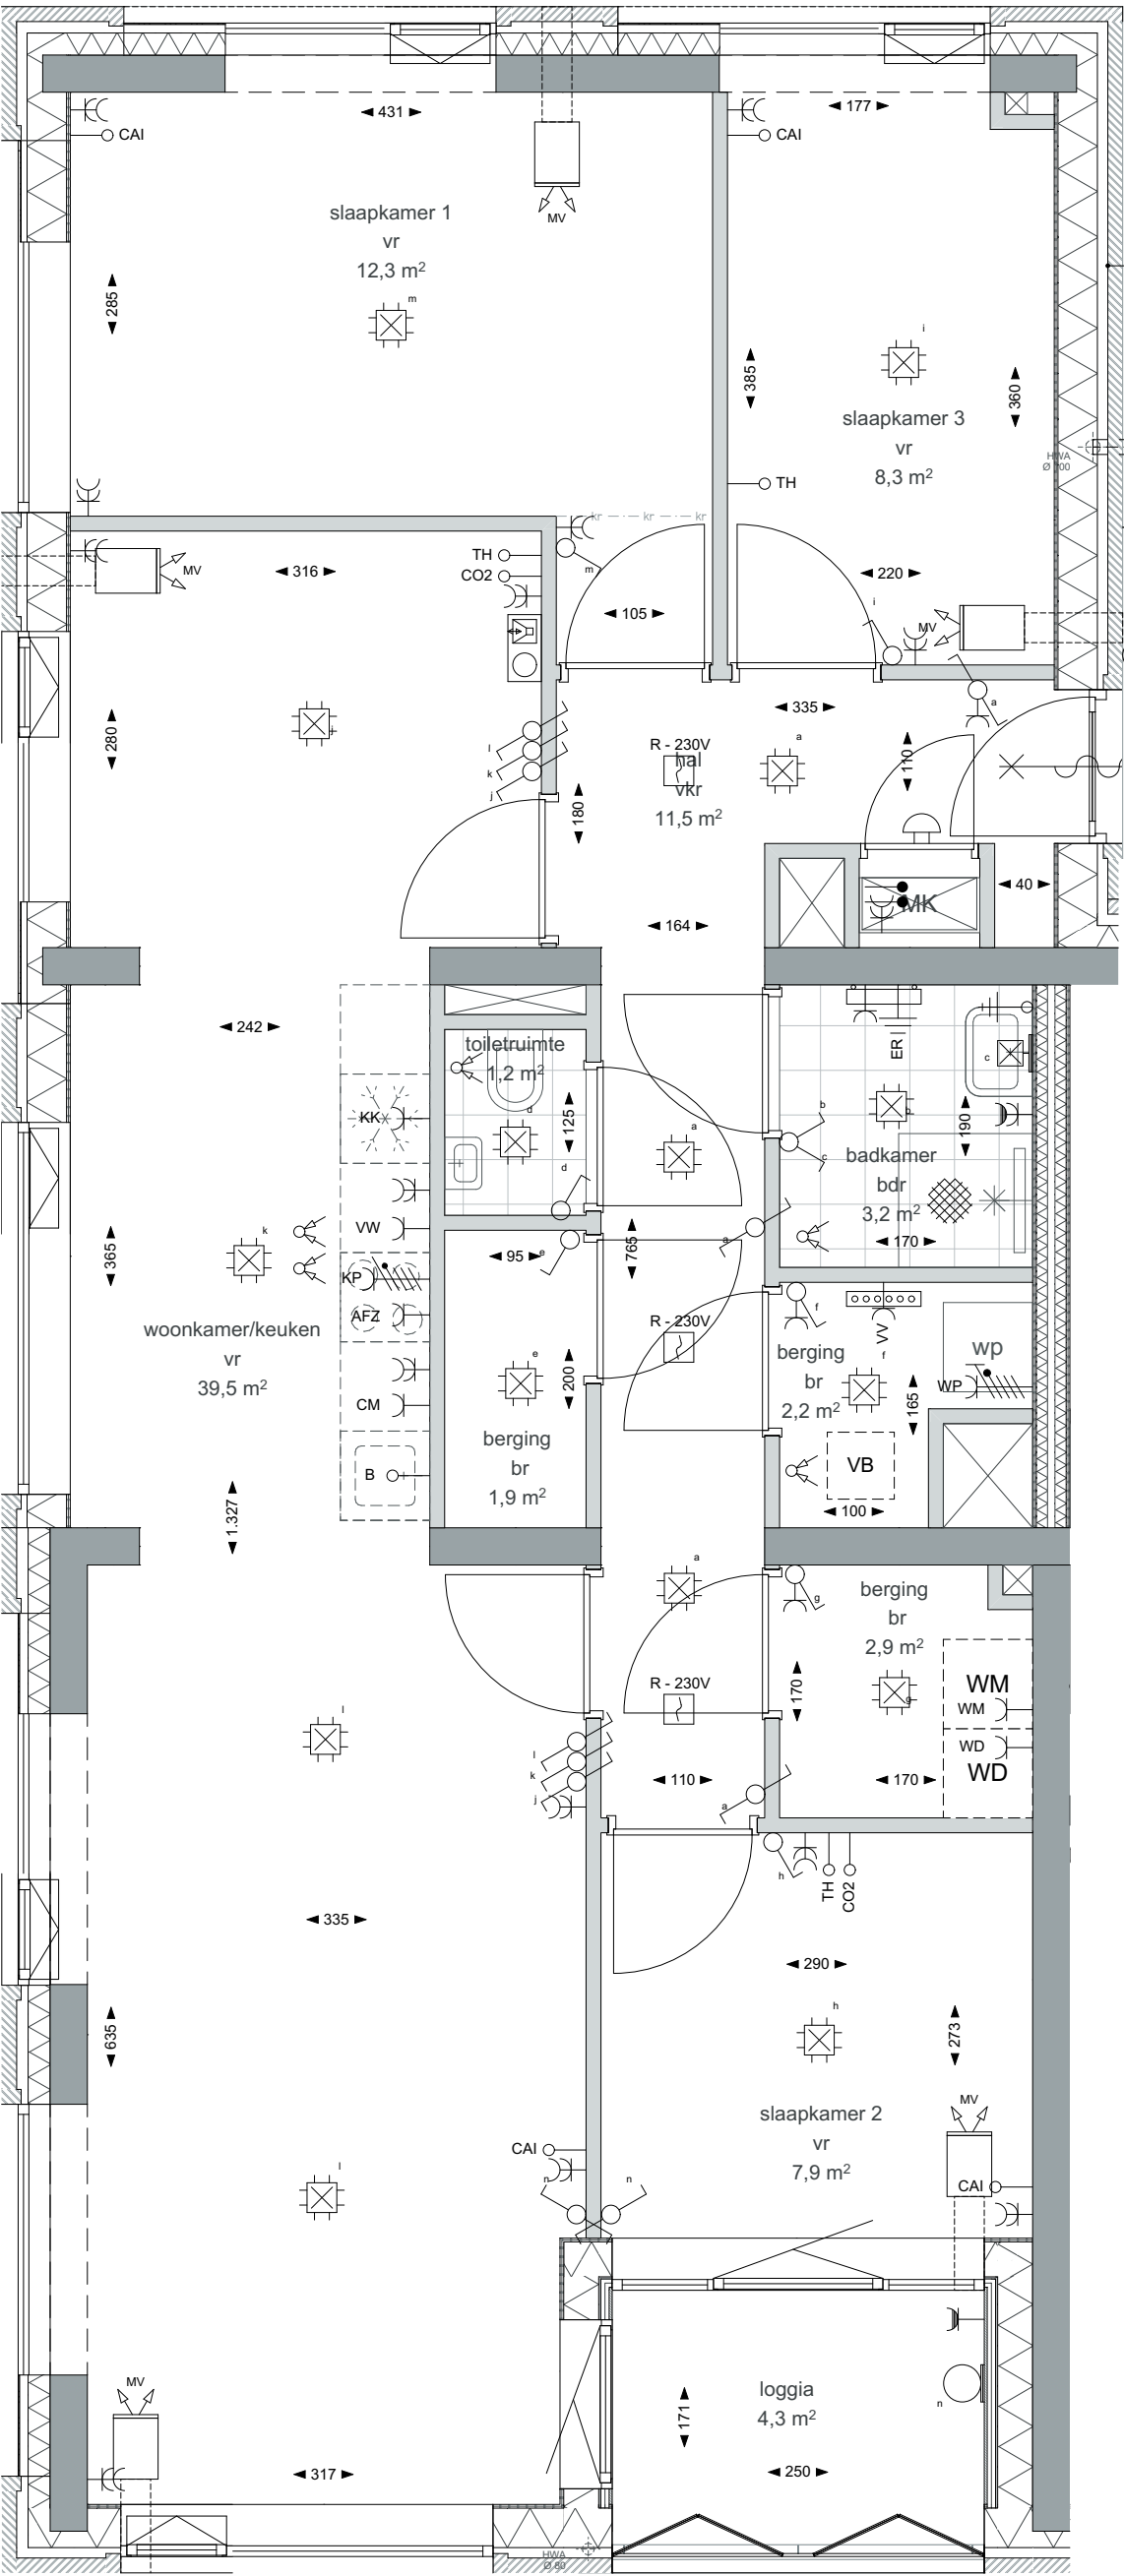 431
177
CAI
CAI
MV
slaapkamer 1
vr
12,3 m²
m
285
i
385
360
slaapkamer 3
vr
8,3 m²
HWA
Ø 100
TH
kr kr kr
TH
CO2
MV
316
m
220
105
i
MV
a
335
j
280
l
k
j
R - 230V
a
hal
vkr
11,5 m²
110
180
MK
40
164
242
toiletruimte
1,2 m²
ER
c
KK
d
125
a
b
b
c
190
badkamer
bdr
3,2 m²
d
VW
a
170
k
365
KP
95
e
765
AFZ
R - 230V
f
VV
f
woonkamer/keuken
vr
39,5 m²
e
200
berging
br
2,2 m²
wp
WP
165
CM
berging
br
1,9 m²
B
VB
100
1.327
a
g
berging
br
2,9 m²
R - 230V
170
g
WM
WM
WD
WD
l
l
k
j
110
a
170
h
TH
CO2
335
290
h
635
273
MV
slaapkamer 2
vr
7,9 m²
CAI
CAI
l
n
n
MV
loggia
4,3 m²
n
171
317
250
HWA
Ø 80